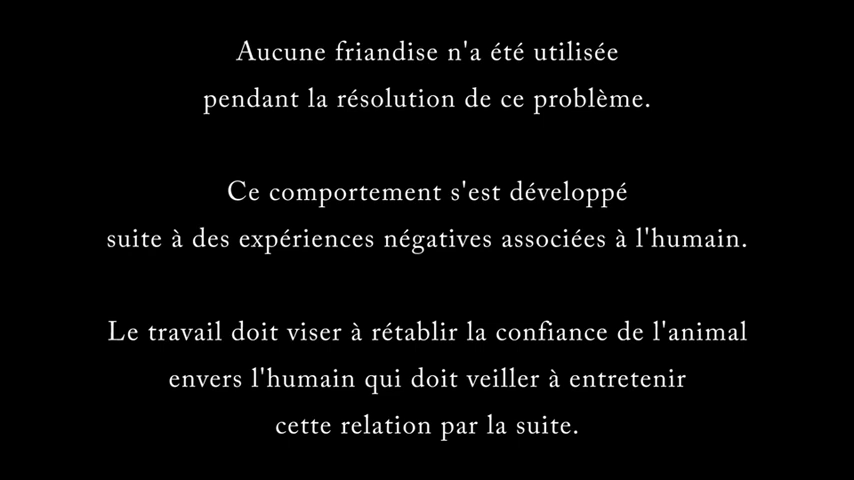 Aucune friandise n'a été utilisée
pendant la résolution de ce problème.
Ce comportement s'est développé
suite à des expériences négatives associées à l'humain.
Le travail doit viser à rétablir la confiance de l'animal
envers l'humain qui doit veiller à entretenir
cette relation par la suite.